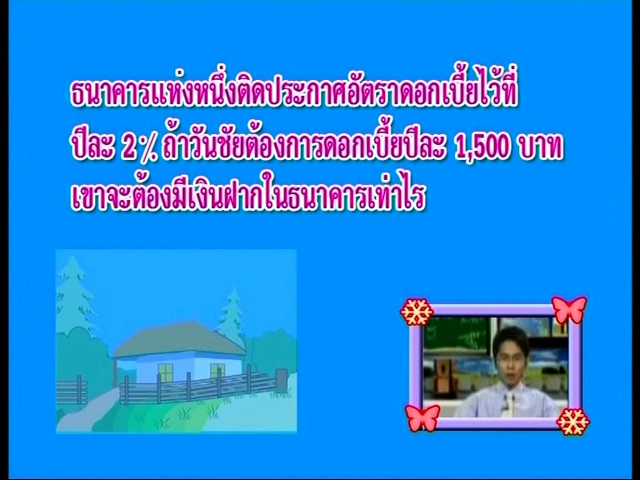 ธนาคารแห่งหนึ่งติดประกาศอัตราดอกเบี้ยไว้ที่
ปีละ 2% ถ้าวันชัยต้องการดอกเบี้ยปีละ 1,500 บาท
เขาจะต้องมีเงินฝากในธนาคารเท่าไร